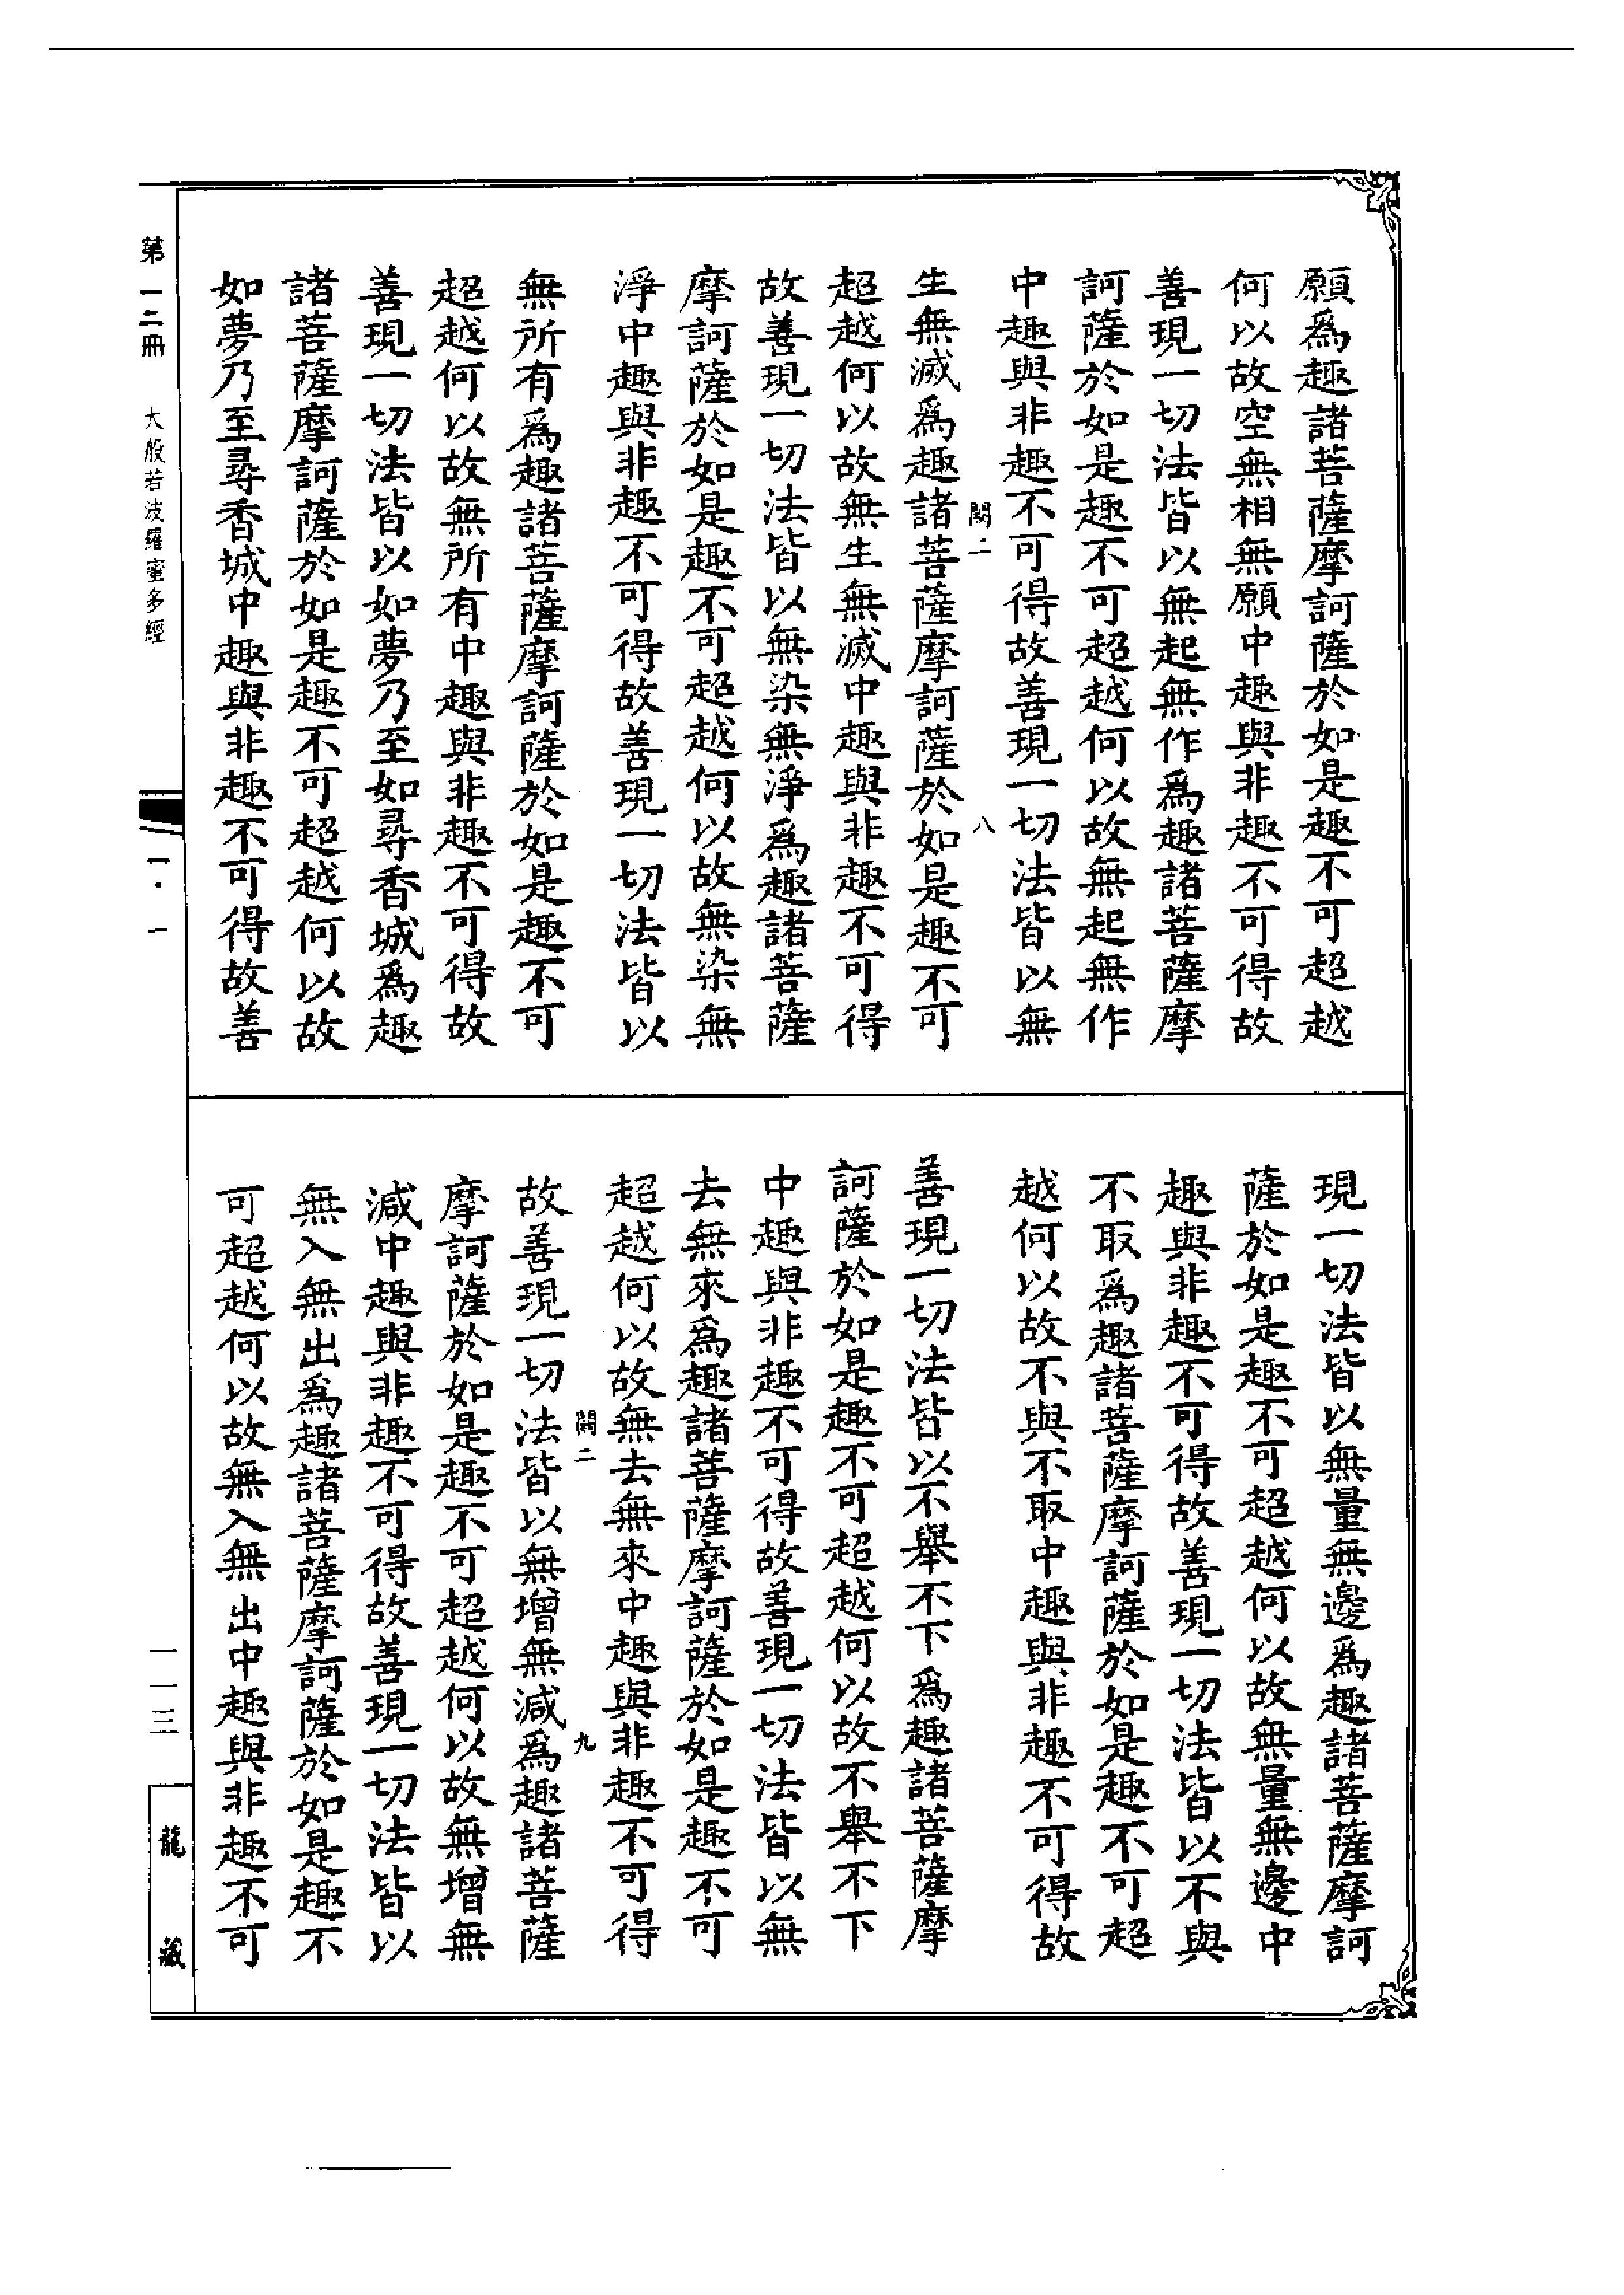 願爲趣諸菩薩摩訶薩於如是趣不可超越
何以故空無相無願中趣與非趣不可得故
善現一切法皆以無起無作爲趣諸菩薩摩
訶薩於如是趣不可超越何以故無起無作
中趣與非趣不可得故善現一切法皆以無
闕二 八
生無滅爲趣諸菩薩摩訶薩於如是趣不可
超越何以故無生無滅中趣與非趣不可得
故善現一切法皆以無染無淨爲趣諸菩薩
摩訶薩於如是趣不可超越何以故無染無
淨中趣與非趣不可得故善現一切法皆以
無所有爲趣諸菩薩摩訶薩於如是趣不可
超越何以故無所有中趣與非趣不可得故
善現一切法皆以如夢乃至如尋香城爲趣
諸菩薩摩訶薩於如是趣不可超越何以故
如夢乃至尋香城中趣與非趣不可得故善
現一切法皆以無量無邊爲趣諸菩薩摩訶
薩於如是趣不可超越何以故無量無邊中
趣與非趣不可得故善現一切法皆以不與
不取爲趣諸菩薩摩訶薩於如是趣不可超
越何以故不與不取中趣與非趣不可得故
善現一切法皆以不舉不下爲趣諸菩薩摩
訶薩於如是趣不可超越何以故不舉不下
中趣與非趣不可得故善現一切法皆以無
去無來爲趣諸菩薩摩訶薩於如是趣不可
超越何以故無去無來中趣與非趣不可得
闕二 九
故善現一切法皆以無增無減爲趣諸菩薩
摩訶薩於如是趣不可超越何以故無增無
減中趣與非趣不可得故善現一切法皆以
無入無出爲趣諸菩薩摩訶薩於如是趣不
可超越何以故無入無出中趣與非趣不可
第一二冊 大般若波羅蜜多經 一·一 一一三 龍藏